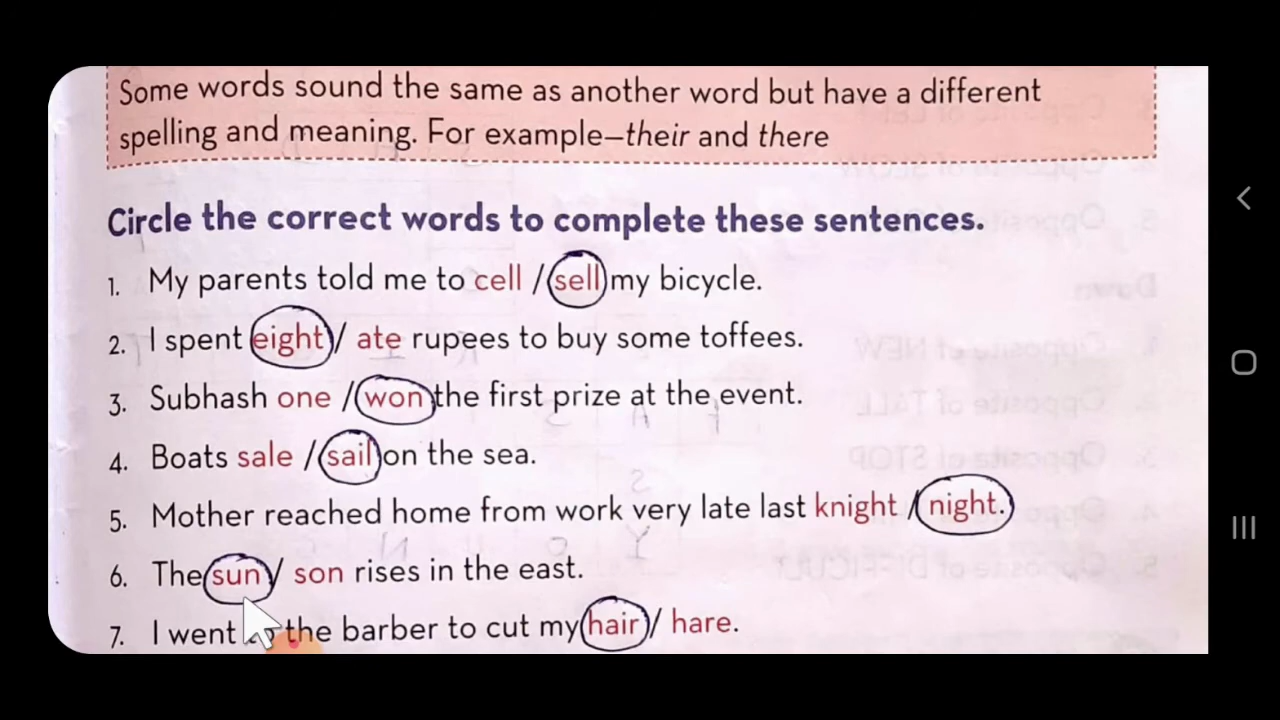 Some words sound the same as another word but have a different
spelling and meaning. For example–their and there
Circle the correct words to complete these sentences.
1. My parents told me to cell / sell my bicycle.
2. I spent eight / ate rupees to buy some toffees.
3. Subhash one / won the first prize at the event.
4. Boats sale / sail on the sea.
5. Mother reached home from work very late last knight / night.
6. The sun / son rises in the east.
7. I went the barber to cut my hair / hare.